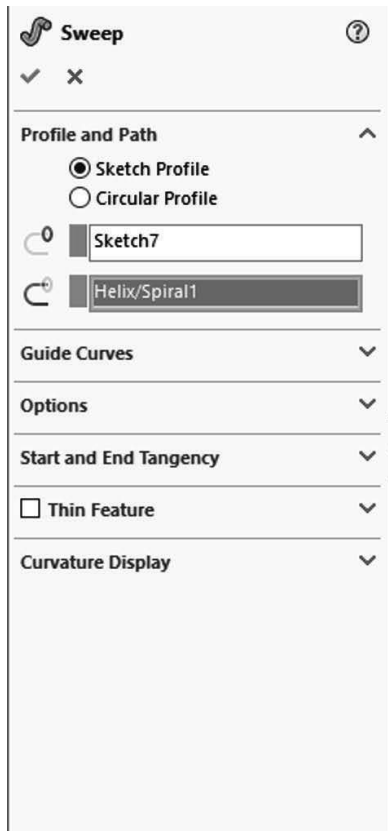 Sweep
Profile and Path
Sketch Profile
Circular Profile
Sketch7
Helix/Spiral1
Guide Curves
Options
Start and End Tangency
Thin Feature
Curvature Display